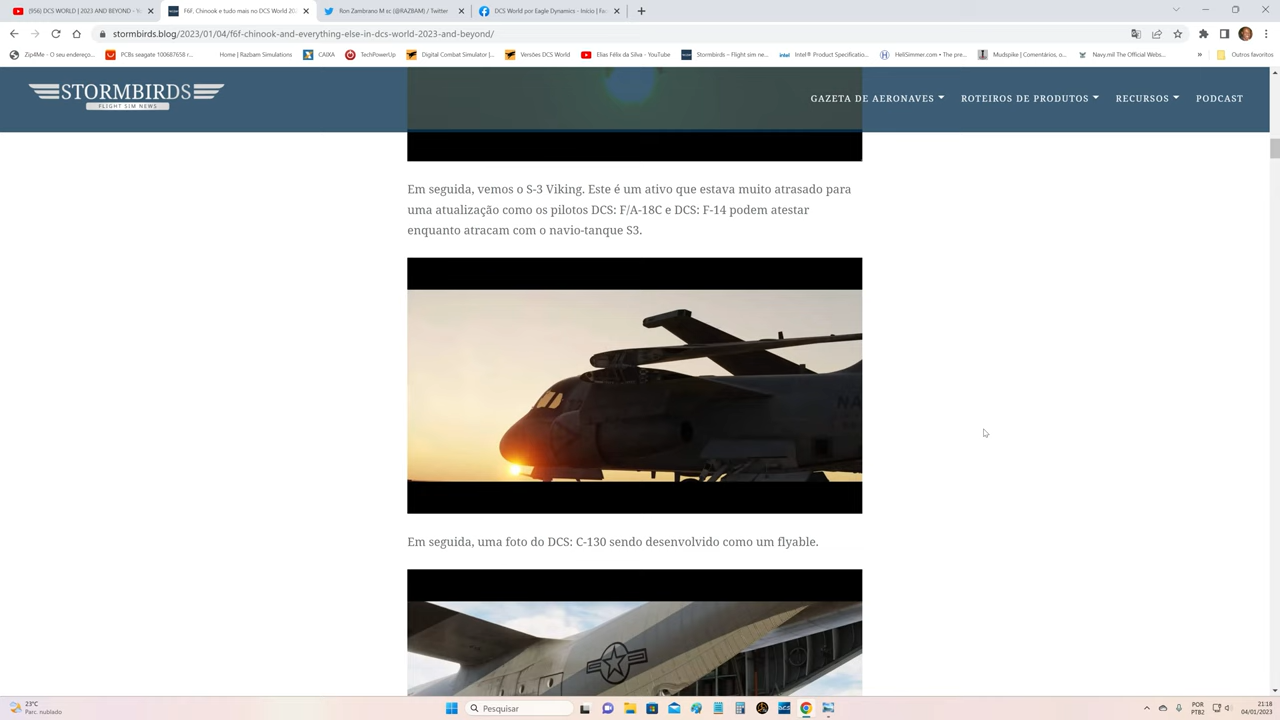 (956) DCS WORLD | 2023 AND BEYOND - Y
F6F, Chinook e tudo mais no DCS World 202
Ron Zambrano M sc (@RAZBAM) / Twitter
DCS World por Eagle Dynamics - Início | Fa
stormbirds.blog/2023/01/04/f6f-chinook-and-everything-else-in-dcs-world-2023-and-beyond/
Zip4Me - O seu endereço...
PCBs seagate 100687658 r...
Home | Razbam Simulations
CAIXA
TechPowerUp
Digital Combat Simulator |...
Versões DCS World
Elias Félix da Silva - YouTube
Stormbirds – Flight sim ne...
Intel® Product Specificatio...
HeliSimmer.com • The pre...
Mudspike | Comentários, o...
Navy.mil The Official Webs...
»
Outros favoritos
STORMBIRDS
FLIGHT SIM NEWS
GAZETA DE AERONAVES
ROTEIROS DE PRODUTOS
RECURSOS
PODCAST
Em seguida, vemos o S-3 Viking. Este é um ativo que estava muito atrasado para
uma atualização como os pilotos DCS: F/A-18C e DCS: F-14 podem atestar
enquanto atracam com o navio-tanque S3.
NA
Em seguida, uma foto do DCS: C-130 sendo desenvolvido como um flyable.
23°C
Parc. nublado
Pesquisar
POR
PTB2
21:18
04/01/2023